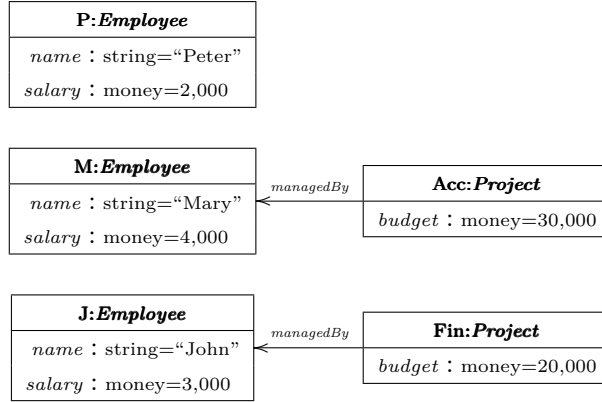 P:Employee
name : string=“Peter”
salary : money=2,000
M:Employee
name : string=“Mary”
salary : money=4,000
managedBy
Acc:Project
budget : money=30,000
J:Employee
name : string=“John”
salary : money=3,000
managedBy
Fin:Project
budget : money=20,000